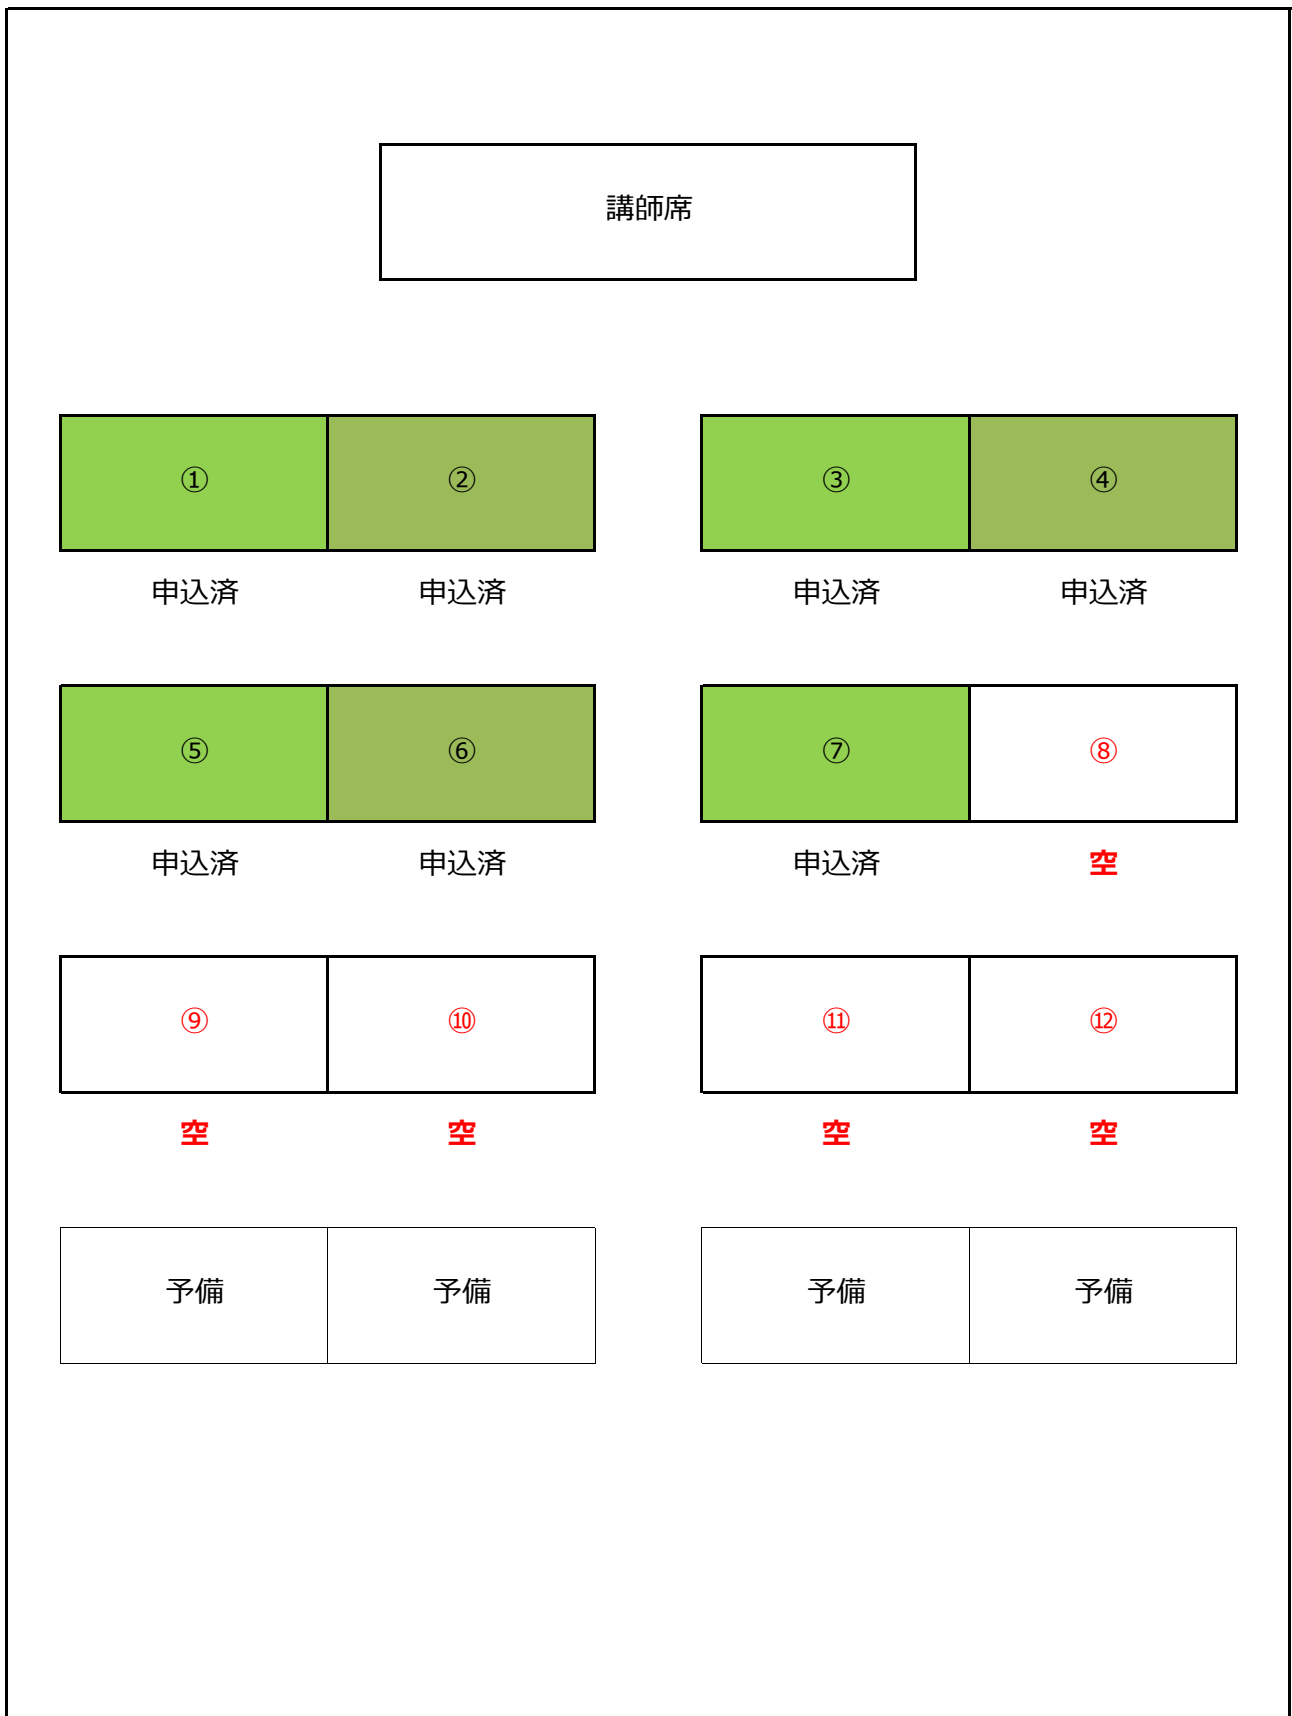 講師席
① ② ③ ④
申込済 申込済 申込済 申込済
⑤ ⑥ ⑦ ⑧
申込済 申込済 申込済 空
⑨ ⑩ ⑪ ⑫
空 空 空 空
予備 予備 予備 予備